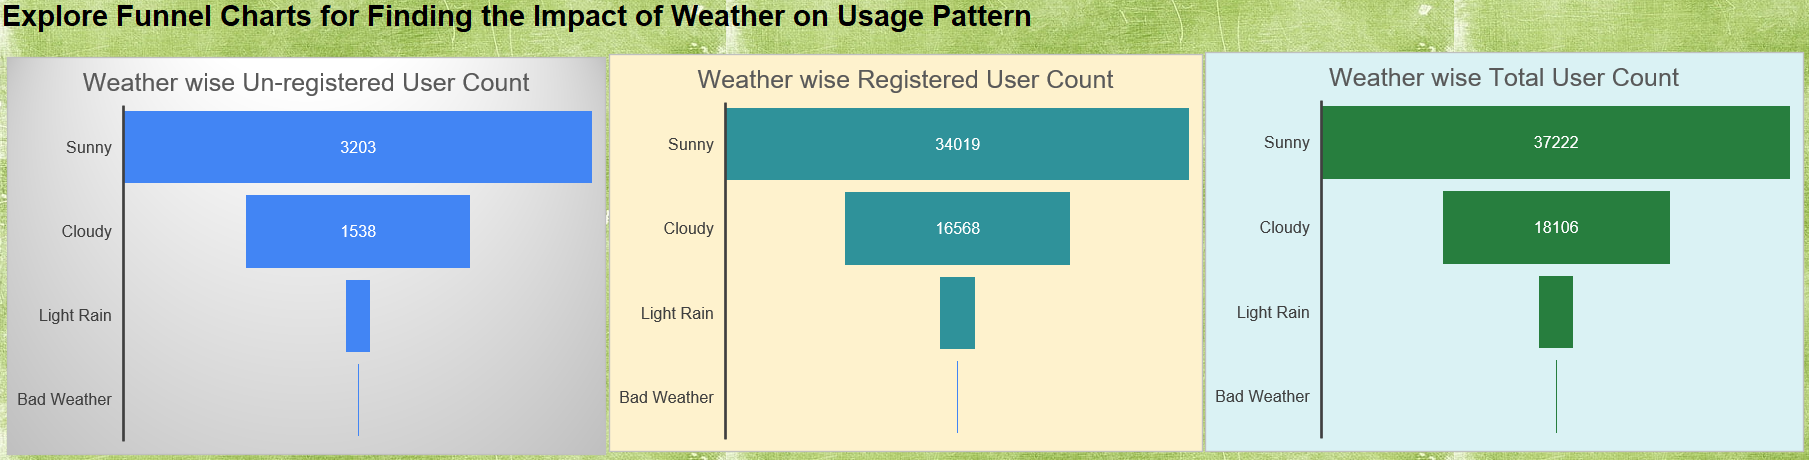 Explore Funnel Charts for Finding the Impact of Weather on Usage Pattern
Weather wise Un-registered User Count
Sunny
3203
Cloudy
1538
Light Rain
Bad Weather
Weather wise Registered User Count
Sunny
34019
Cloudy
16568
Light Rain
Bad Weather
Weather wise Total User Count
Sunny
37222
Cloudy
18106
Light Rain
Bad Weather